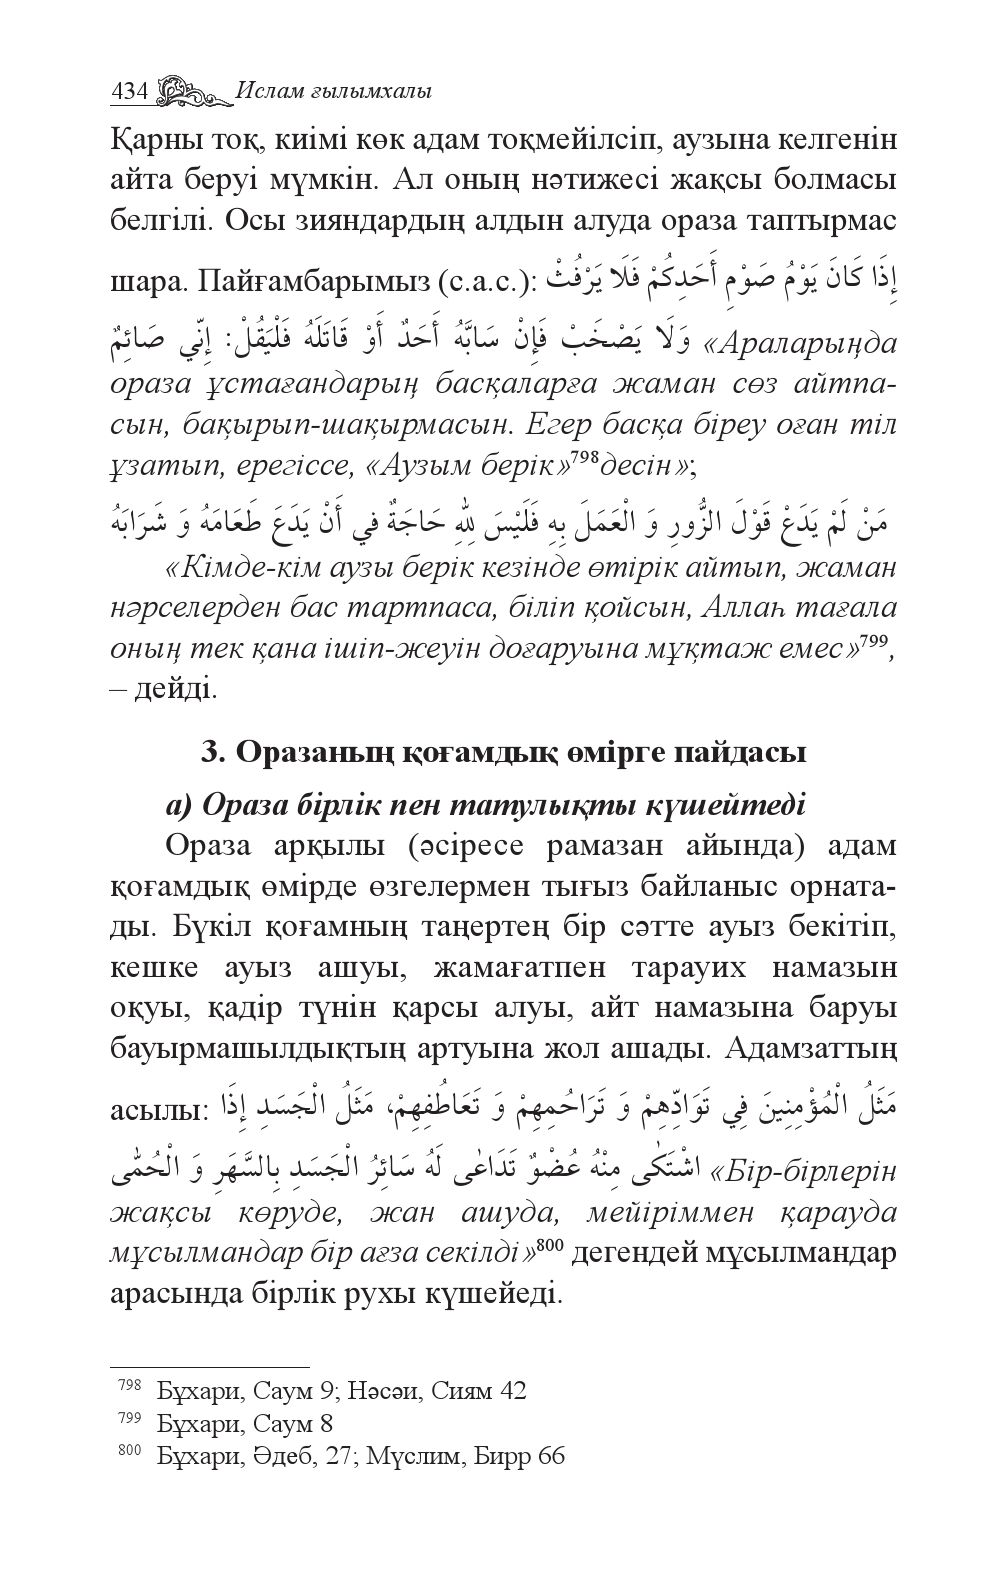 434 Ислам ғылымхалы
Қарны тоқ, киімі көк адам тоқмейілсіп, аузына келгенін
айта беруі мүмкін. Ал оның нәтижесі жақсы болмасы
белгілі. Осы зияндардың алдын алуда ораза таптырмас
шара. Пайғамбарымыз (с.а.с.): إِذَا كَانَ يَوْمُ صَوْمِ أَحَدِكُمْ فَلَا يَرْفُثْ
وَلَا يَصْخَبْ فَإِنْ سَابَّهُ أَحَدٌ أَوْ قَاتَلَهُ فَلْيَقُلْ: إِنِّي صَائِمٌ «Араларыңда
ораза ұстағандарың басқаларға жаман сөз айтпа-
сын, бақырып-шақырмасын. Егер басқа біреу оған тіл
ұзатып, ерегіссе, «Аузым берік»798десін»;
مَنْ لَمْ يَدَعْ قَوْلَ الزُّورِ وَ الْعَمَلَ بِهِ فَلَيْسَ لِلهِ حَاجَةٌ في أَنْ يَدَعَ طَعَامَهُ وَ شَرَابَهُ
«Кімде-кім аузы берік кезінде өтірік айтып, жаман
нәрселерден бас тартпаса, біліп қойсын, Аллаһ тағала
оның тек қана ішіп-жеуін доғаруына мұқтаж емес»799,
– дейді.
3. Оразаның қоғамдық өмірге пайдасы
а) Ораза бірлік пен татулықты күшейтеді
Ораза арқылы (әсіресе рамазан айында) адам
қоғамдық өмірде өзгелермен тығыз байланыс орната-
ды. Бүкіл қоғамның таңертең бір сәтте ауыз бекітіп,
кешке ауыз ашуы, жамағатпен тарауих намазын
оқуы, қадір түнін қарсы алуы, айт намазына баруы
бауырмашылдықтың артуына жол ашады. Адамзаттың
асылы: مَثَلُ الْمُؤْمِنِينَ فِي تَوَادِّهِمْ وَ تَرَاحُمِهِمْ وَ تَعَاطُفِهِمْ، مَثَلُ الْجَسَدِ إِذَا
اشْتَكَى مِنْهُ عُضْوٌ تَدَاعَى لَهُ سَائِرُ الْجَسَدِ بِالسَّهَرِ وَ الْحُمَّى «Бір-бірлерін
жақсы көруде, жан ашуда, мейіріммен қарауда
мұсылмандар бір ағза секілді»800 дегендей мұсылмандар
арасында бірлік рухы күшейеді.
798 Бұхари, Саум 9; Нәсәи, Сиям 42
799 Бұхари, Саум 8
800 Бұхари, Әдеб, 27; Мүслим, Бирр 66